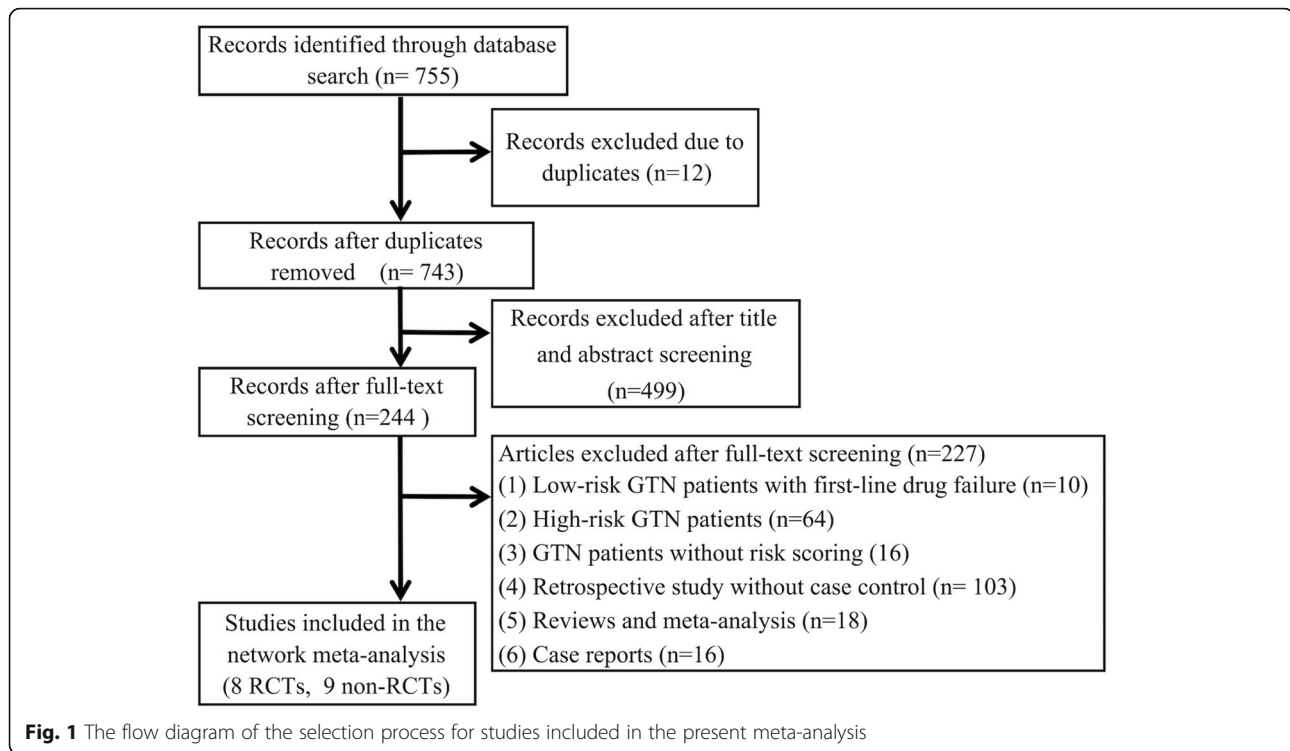 Records identified through database
search (n= 755)
Records excluded due to
duplicates (n=12)
Records after duplicates
removed (n= 743)
Records excluded after title
and abstract screening
(n=499)
Records after full-text
screening (n=244 )
Articles excluded after full-text screening (n=227)
(1) Low-risk GTN patients with first-line drug failure (n=10)
(2) High-risk GTN patients (n=64)
(3) GTN patients without risk scoring (16)
(4) Retrospective study without case control (n= 103)
(5) Reviews and meta-analysis (n=18)
(6) Case reports (n=16)
Studies included in the
network meta-analysis
(8 RCTs, 9 non-RCTs)
Fig. 1 The flow diagram of the selection process for studies included in the present meta-analysis